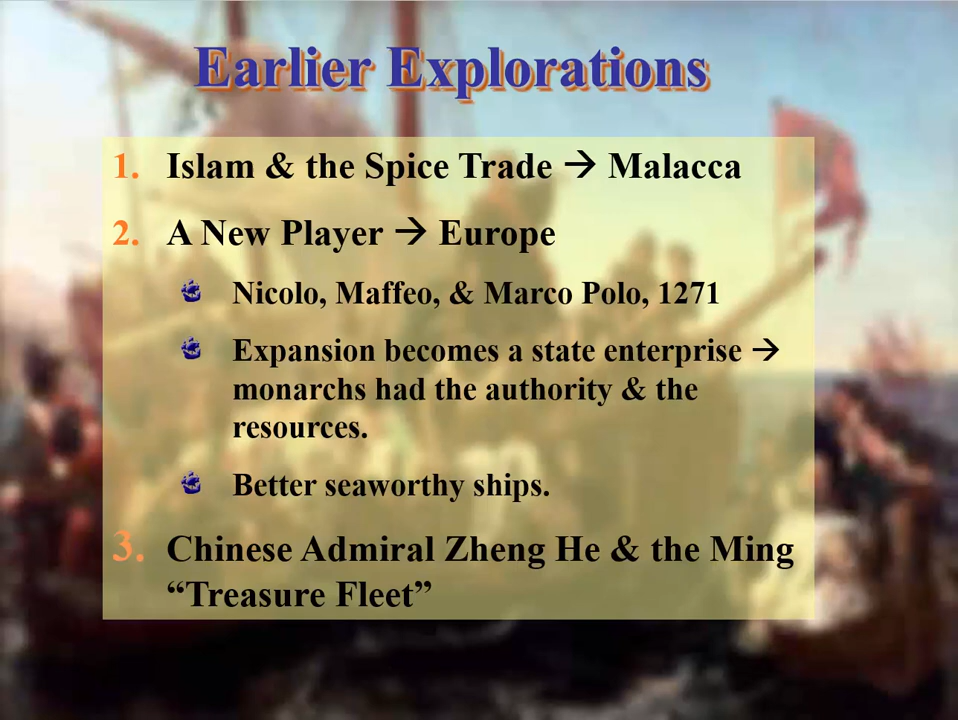 Earlier Explorations
1. Islam & the Spice Trade → Malacca
2. A New Player → Europe
Nicolo, Maffeo, & Marco Polo, 1271
Expansion becomes a state enterprise →
monarchs had the authority & the
resources.
Better seaworthy ships.
3. Chinese Admiral Zheng He & the Ming
“Treasure Fleet”